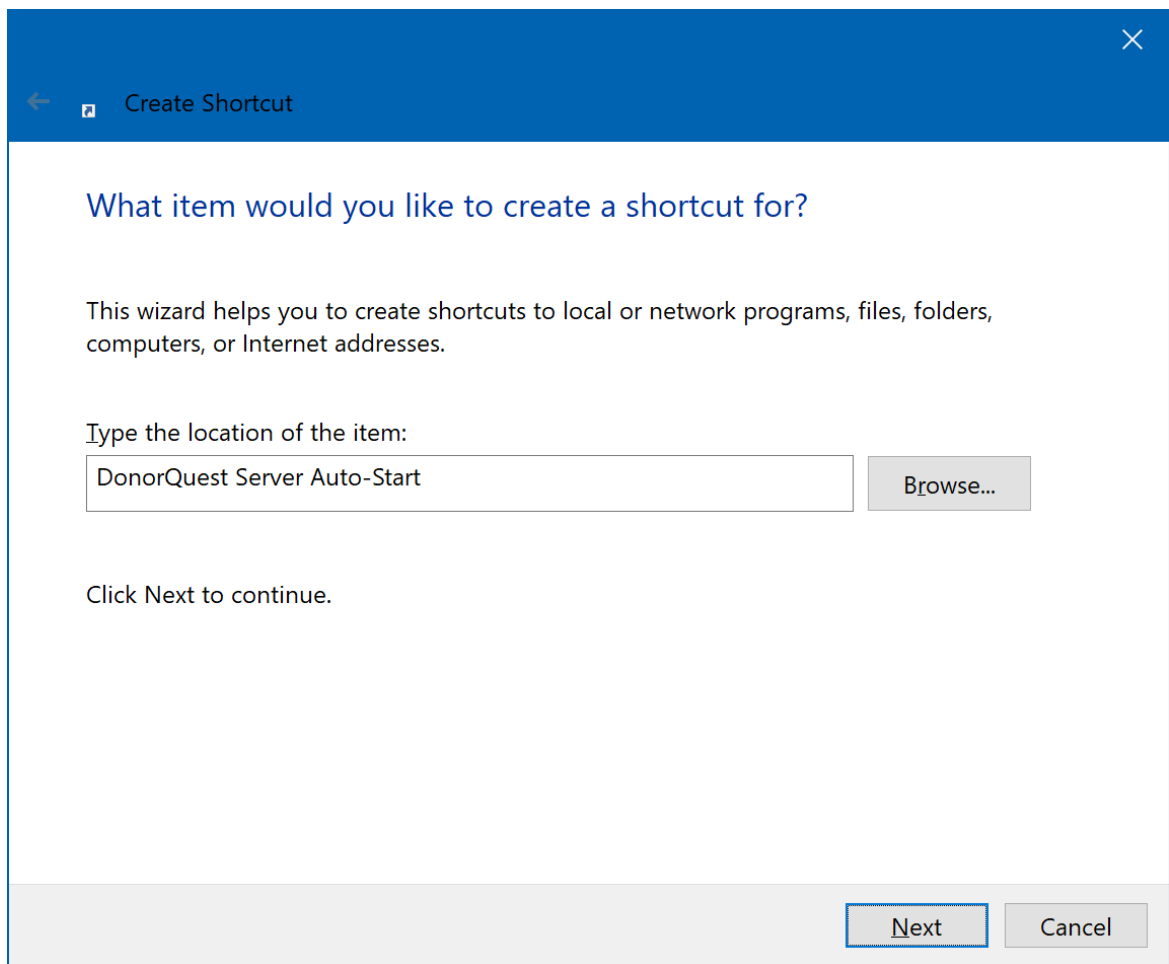 Create Shortcut
What item would you like to create a shortcut for?
This wizard helps you to create shortcuts to local or network programs, files, folders,
computers, or Internet addresses.
Type the location of the item:
DonorQuest Server Auto-Start
Browse...
Click Next to continue.
Next
Cancel